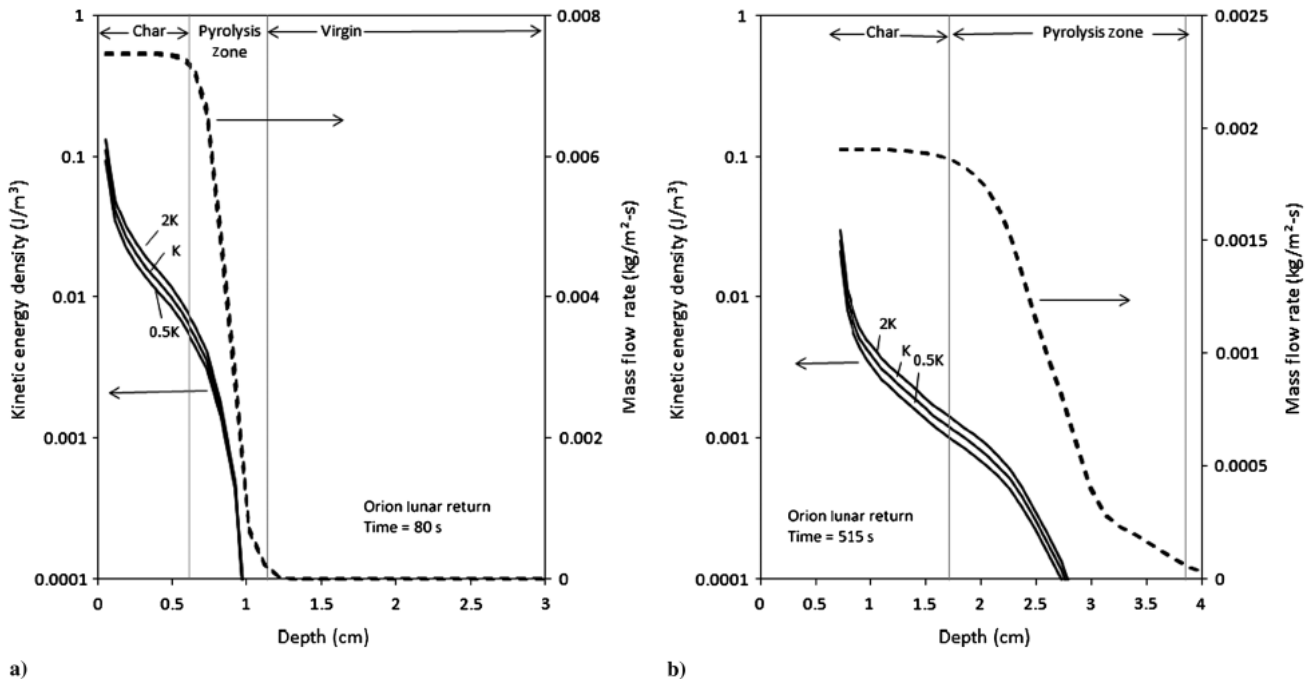 1
0.1
0.01
0.001
0.0001
Kinetic energy density (J/m³)
Char
Pyrolysis
zone
Virgin
2K
K
0.5K
Orion lunar return
Time = 80 s
0.008
0.006
0.004
0.002
0
Mass flow rate (kg/m²-s)
0 0.5 1 1.5 2 2.5 3
Depth (cm)
a)
1
0.1
0.01
0.001
0.0001
Kinetic energy density (J/m³)
Char
Pyrolysis zone
2K
K
0.5K
Orion lunar return
Time = 515 s
0.0025
0.002
0.0015
0.001
0.0005
0
Mass flow rate (kg/m²-s)
0 0.5 1 1.5 2 2.5 3 3.5 4
Depth (cm)
b)